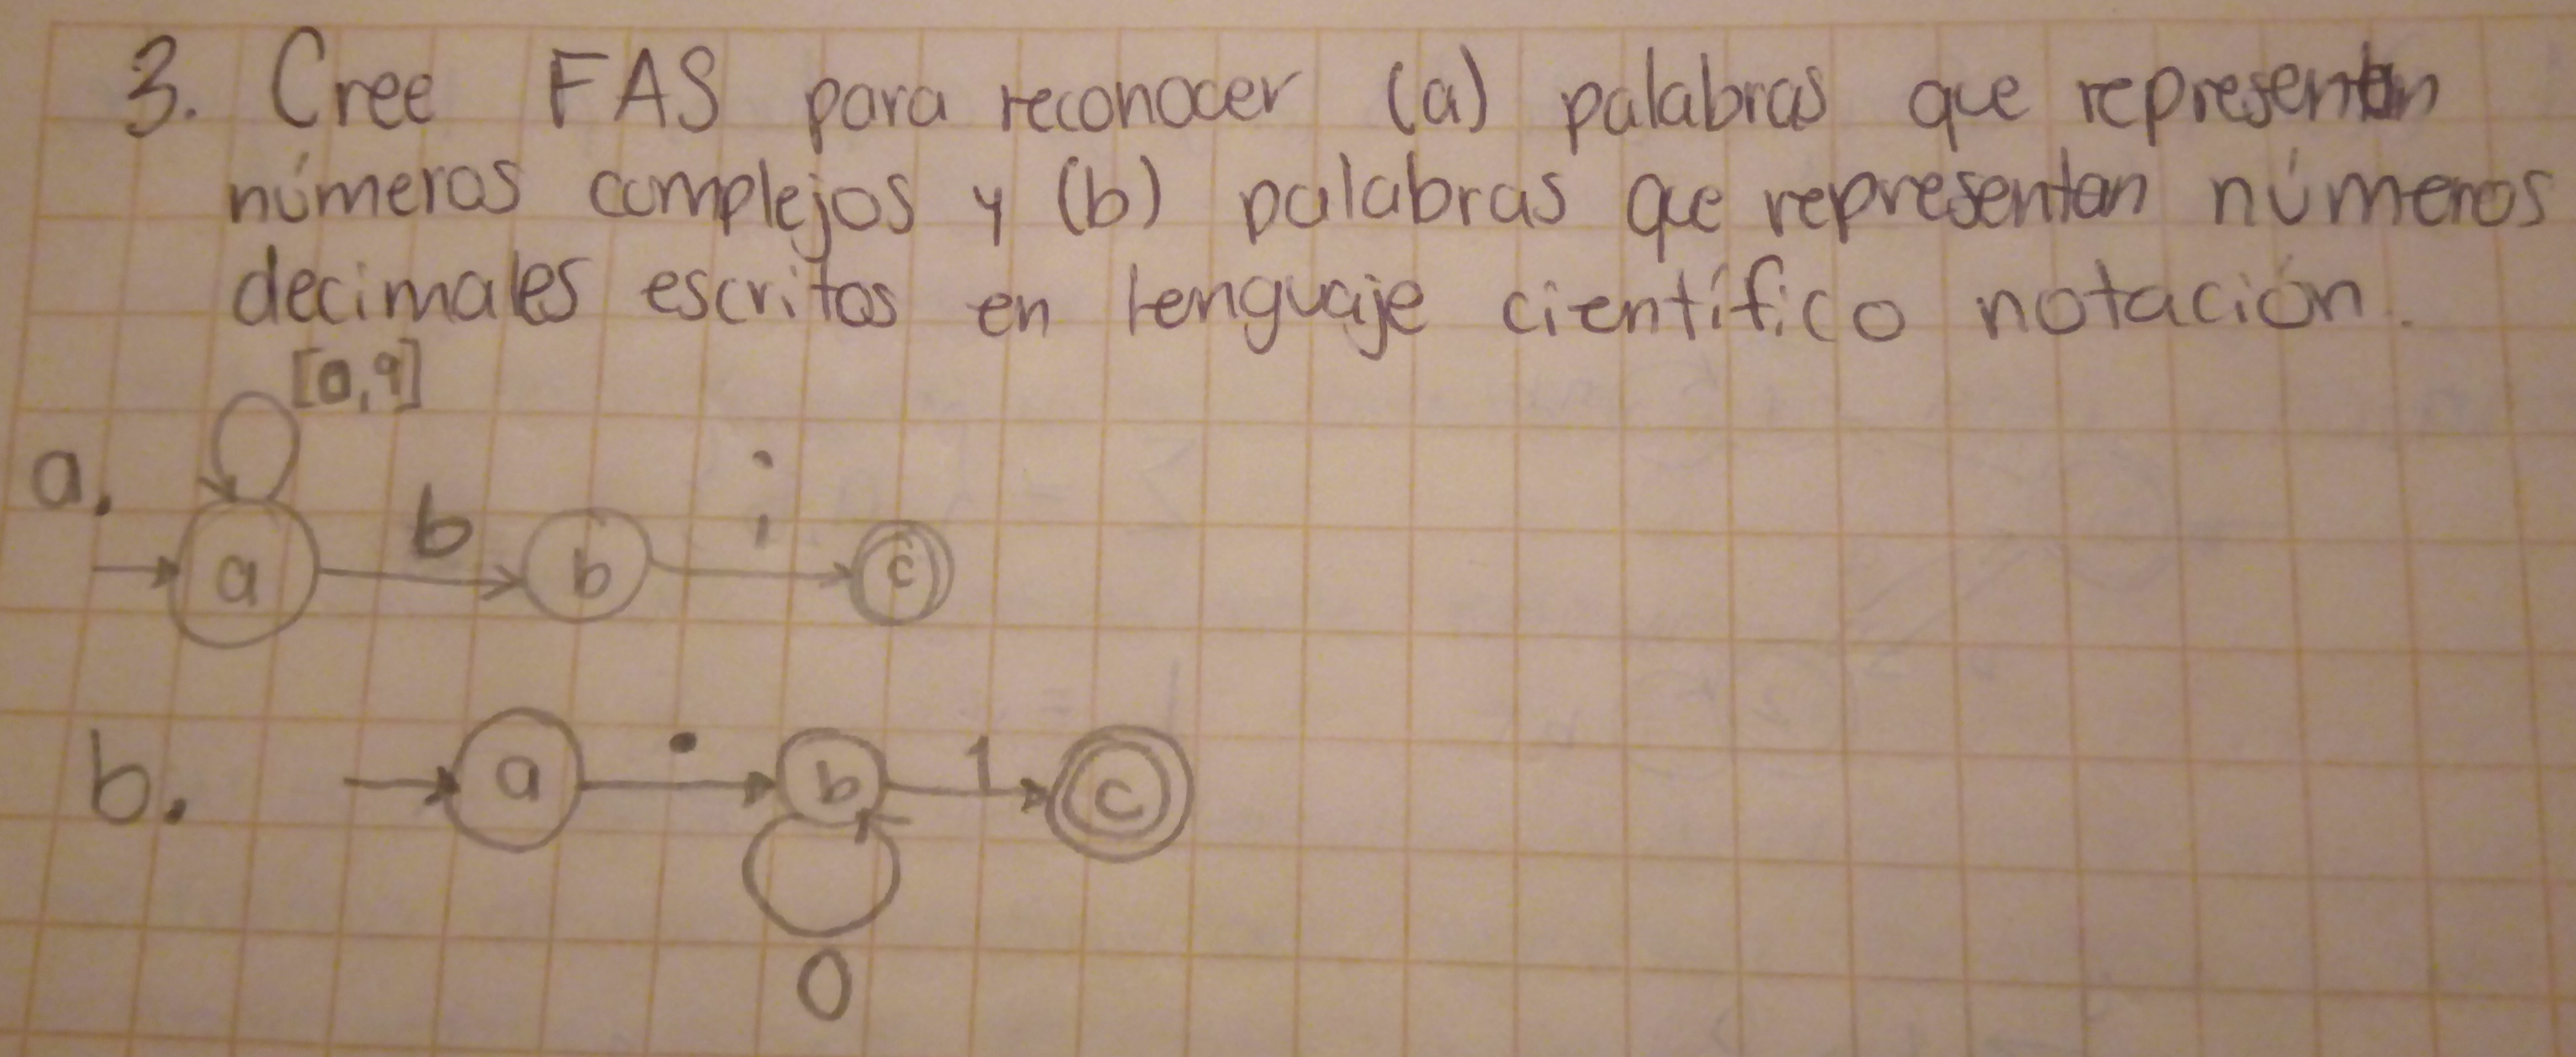 3. Cree FAS para reconocer (a) palabras que representan
números complejos y (b) palabras que representan números
decimales escritos en lenguaje científico notación.
[0,9]
a.
b
i
a
b
c
b.
.
1
a
b
c
0